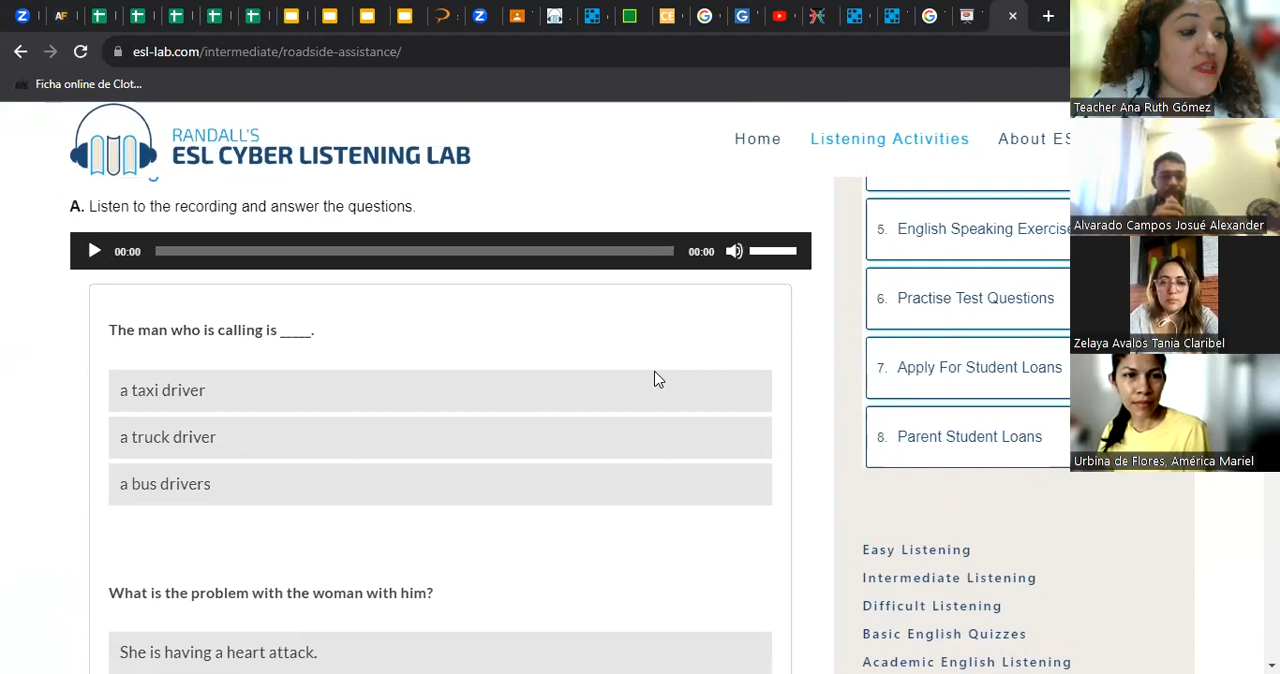 esl-lab.com/intermediate/roadside-assistance/
Ficha online de Clot...
RANDALL'S
ESL CYBER LISTENING LAB
Home
Listening Activities
About ES
A. Listen to the recording and answer the questions.
00:00
00:00
The man who is calling is _____.
a taxi driver
a truck driver
a bus drivers
What is the problem with the woman with him?
She is having a heart attack.
5. English Speaking Exercise
6. Practise Test Questions
7. Apply For Student Loans
8. Parent Student Loans
Easy Listening
Intermediate Listening
Difficult Listening
Basic English Quizzes
Academic English Listening
Teacher Ana Ruth Gómez
Alvarado Campos Josué Alexander
Zelaya Avalos Tania Claribel
Urbina de Flores, América Mariel